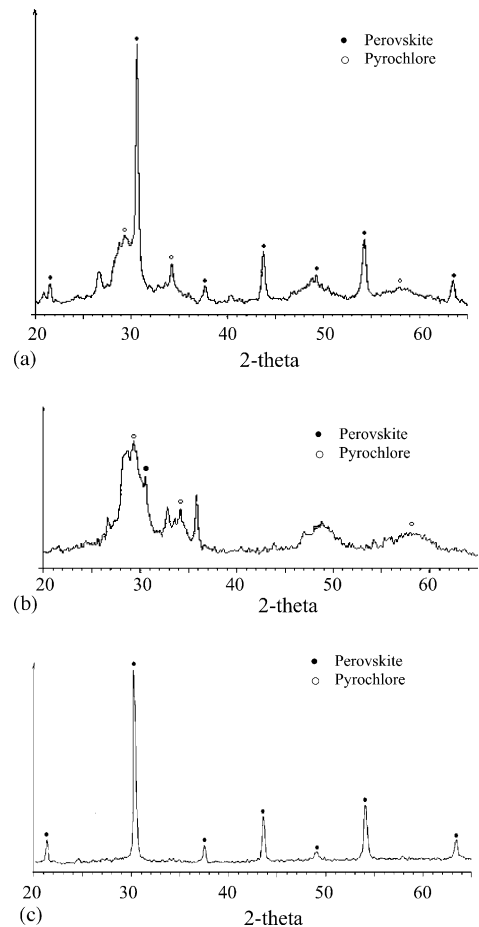 ● Perovskite
○ Pyrochlore
20 30 40 50 60
2-theta
(a)
● Perovskite
○ Pyrochlore
20 30 40 50 60
2-theta
(b)
● Perovskite
○ Pyrochlore
20 30 40 50 60
2-theta
(c)